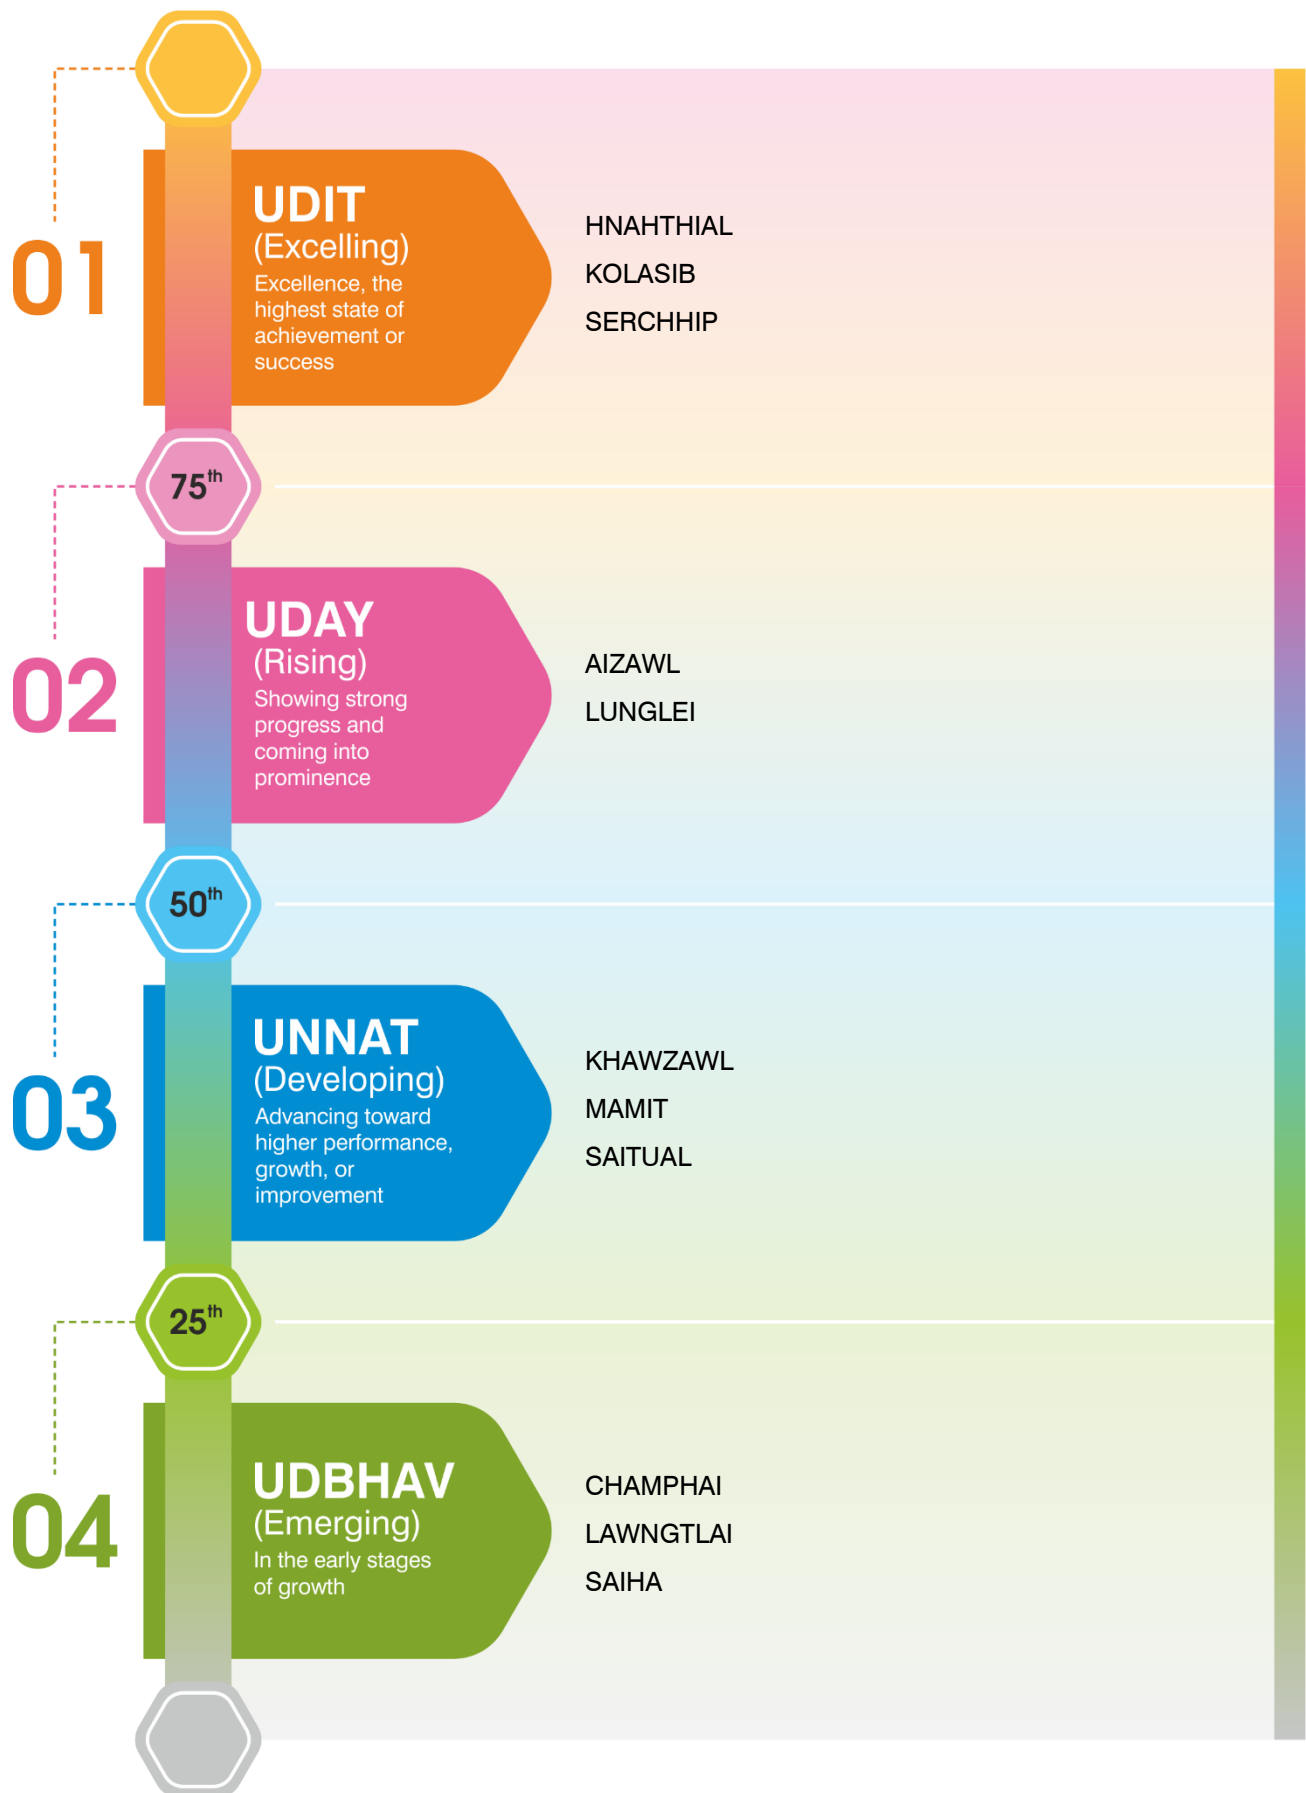 01
UDIT
(Excelling)
Excellence, the
highest state of
achievement or
success
HNAHTHIAL
KOLASIB
SERCHHIP
75th
02
UDAY
(Rising)
Showing strong
progress and
coming into
prominence
AIZAWL
LUNGLEI
50th
03
UNNAT
(Developing)
Advancing toward
higher performance,
growth, or
improvement
KHAWZAWL
MAMIT
SAITUAL
25th
04
UDBHAV
(Emerging)
In the early stages
of growth
CHAMPHAI
LAWNGTLAI
SAIHA